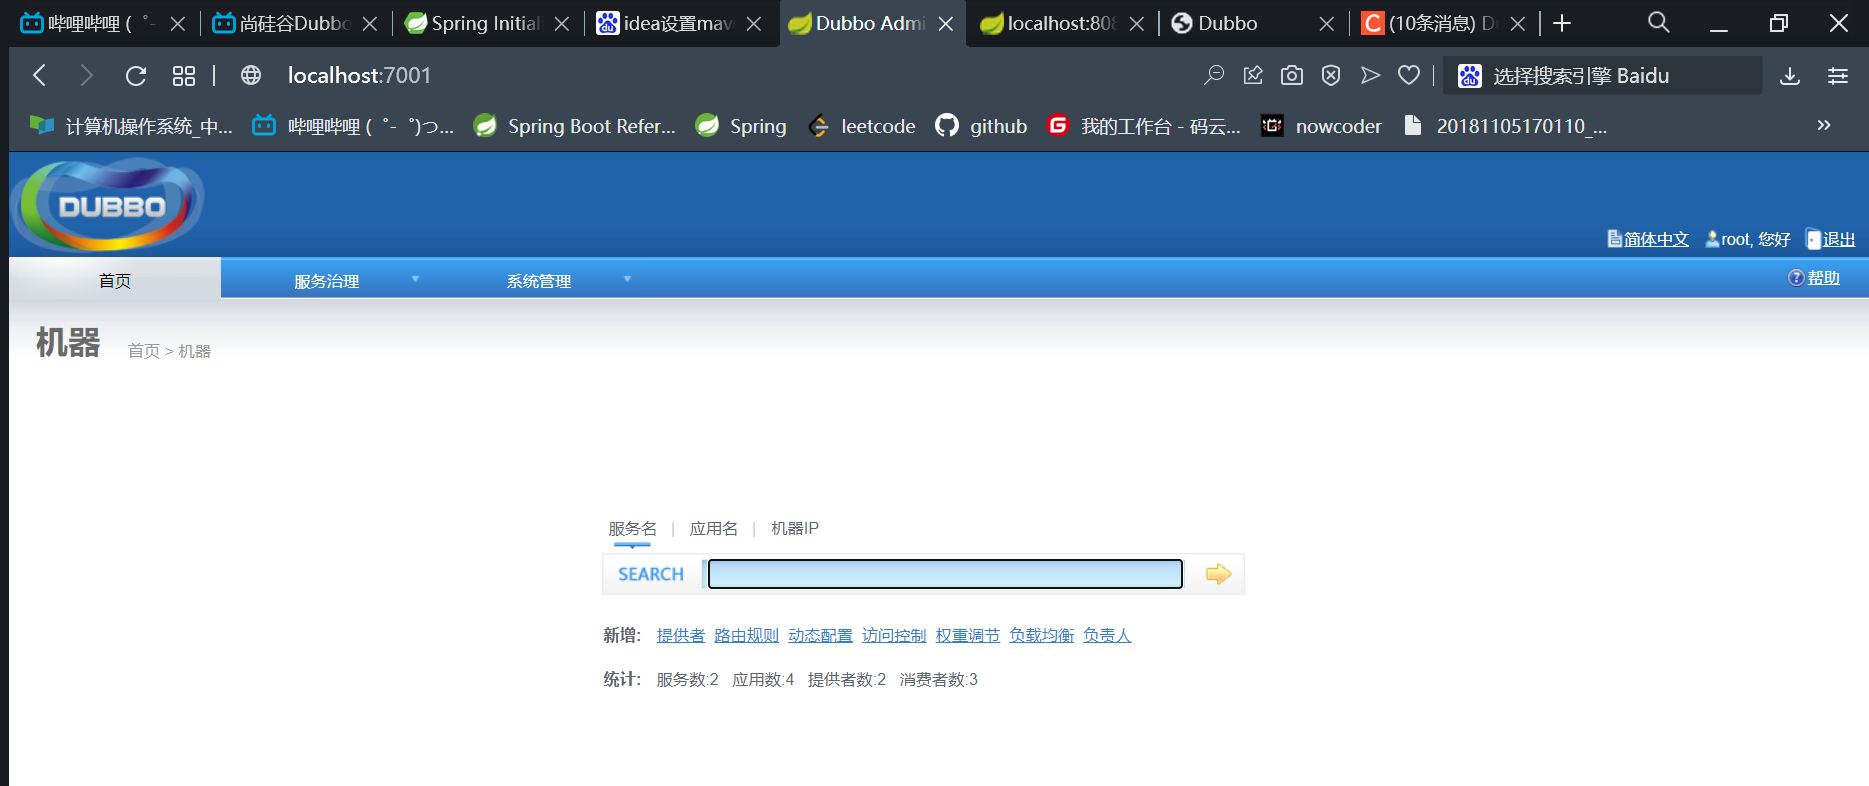 哔哩哔哩 (゜-
尚硅谷Dubbo
Spring Initiali
idea设置mave
Dubbo Admi
localhost:808
Dubbo
(10条消息) D
localhost:7001
选择搜索引擎 Baidu
计算机操作系统_中...
哔哩哔哩 (゜-゜)つ...
Spring Boot Refer...
Spring
leetcode
github
我的工作台 - 码云...
nowcoder
20181105170110_...
DUBBO
简体中文 root, 您好 退出
首页 服务治理 系统管理 帮助
机器 首页 > 机器
服务名 | 应用名 | 机器IP
SEARCH
新增: 提供者 路由规则 动态配置 访问控制 权重调节 负载均衡 负责人
统计: 服务数:2 应用数:4 提供者数:2 消费者数:3